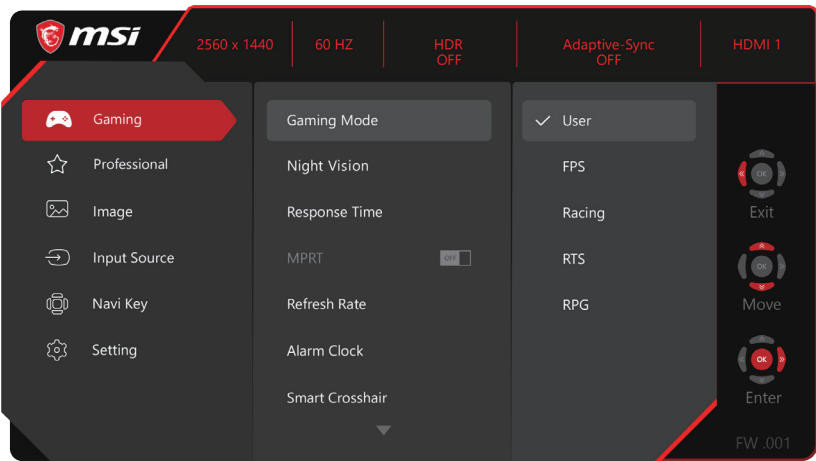 msi
2560 x 1440
60 HZ
HDR
OFF
Adaptive-Sync
OFF
HDMI 1
Gaming
Professional
Image
Input Source
Navi Key
Setting
Gaming Mode
Night Vision
Response Time
MPRT
OFF
Refresh Rate
Alarm Clock
Smart Crosshair
User
FPS
Racing
RTS
RPG
OK
Exit
OK
Move
OK
Enter
FW .001